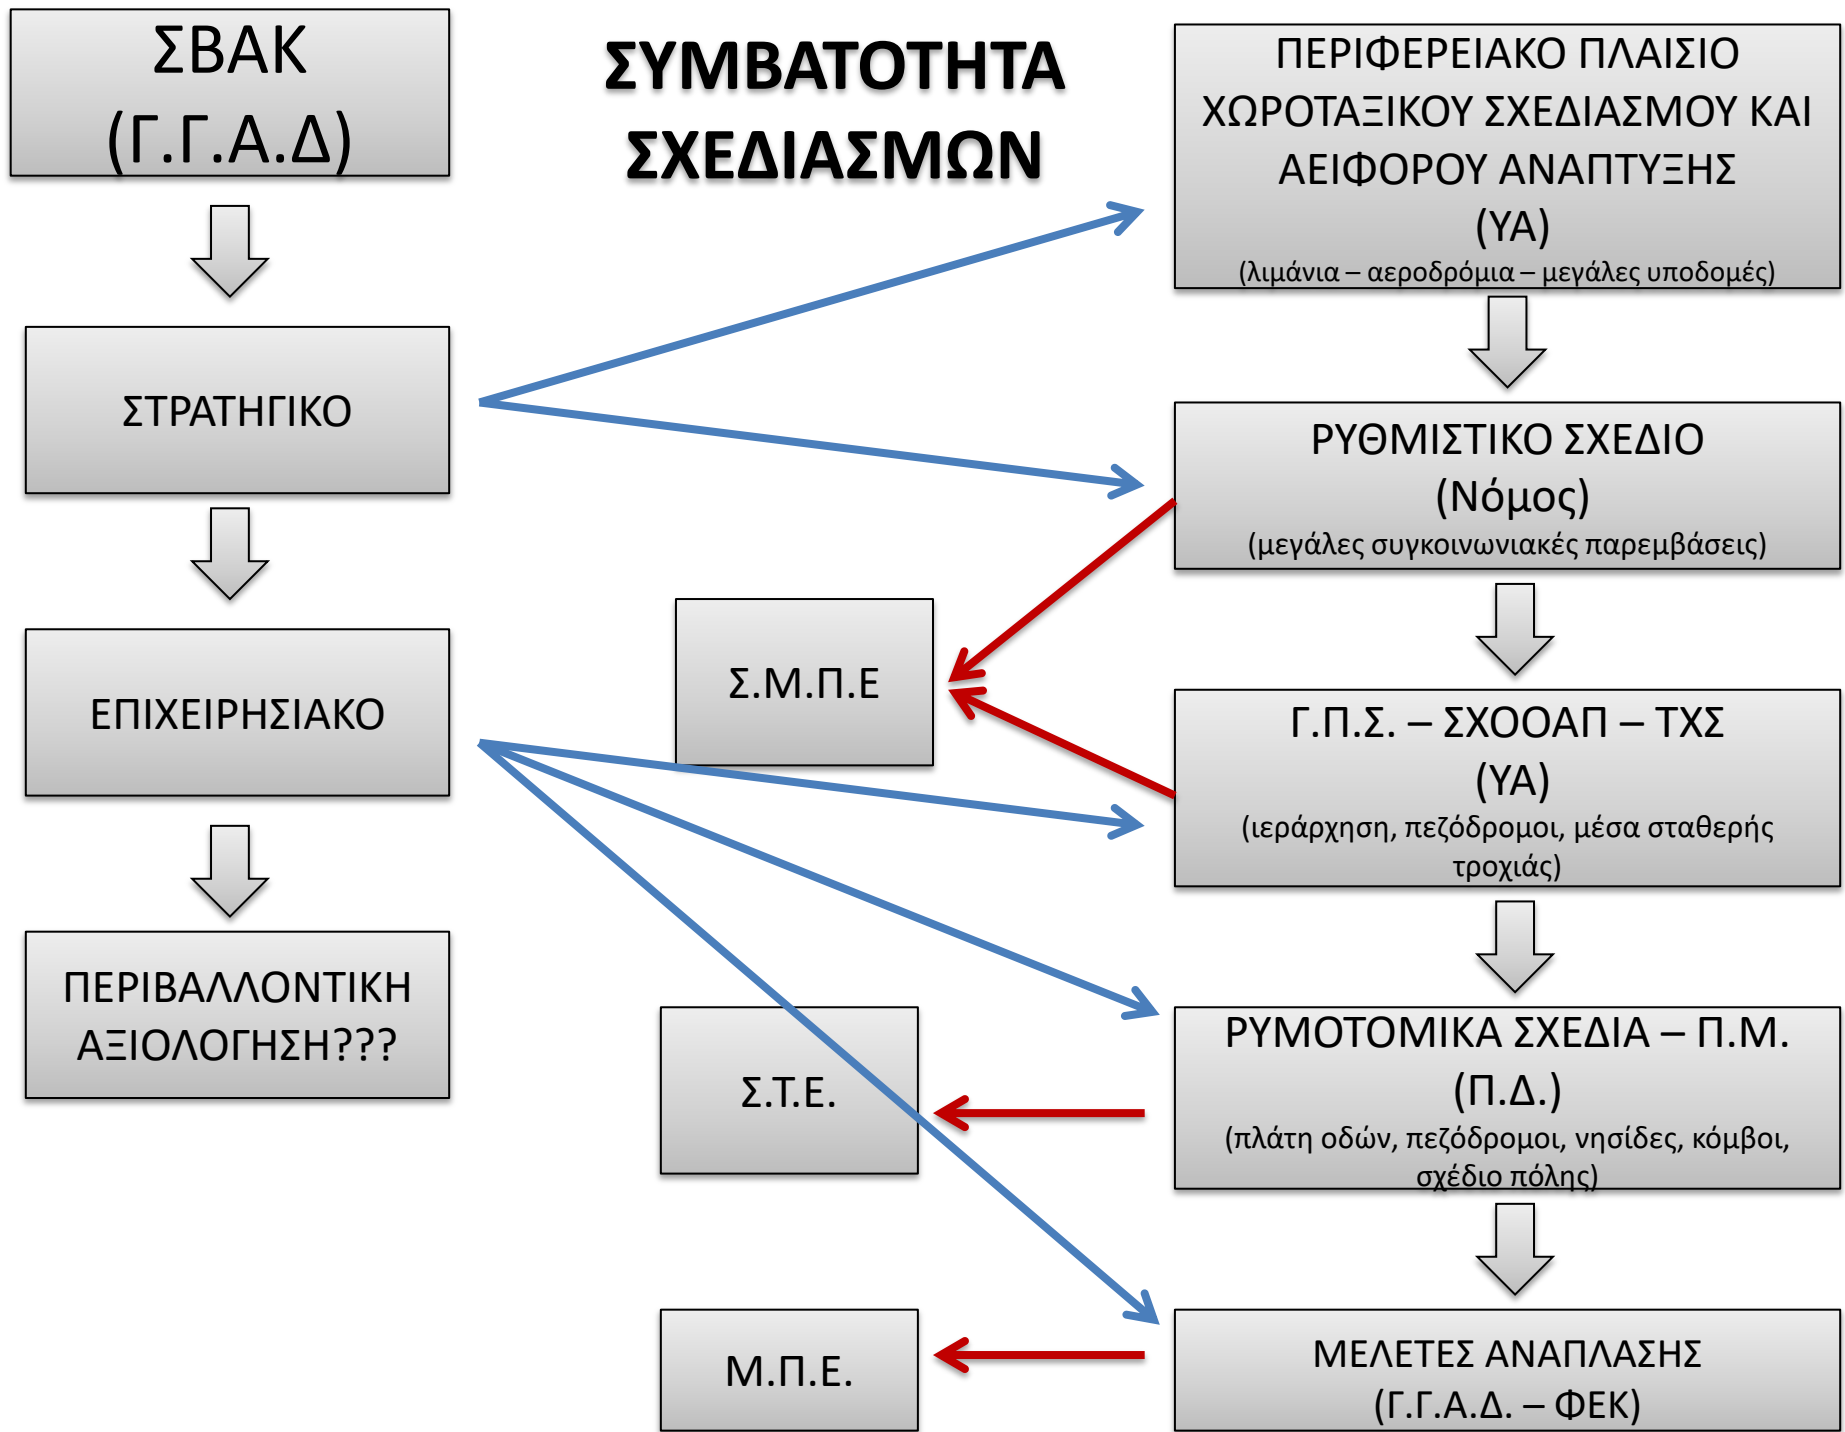 ΣΒΑΚ
(Γ.Γ.Α.Δ)
ΣΥΜΒΑΤΟΤΗΤΑ
ΣΧΕΔΙΑΣΜΩΝ
ΠΕΡΙΦΕΡΕΙΑΚΟ ΠΛΑΙΣΙΟ
ΧΩΡΟΤΑΞΙΚΟΥ ΣΧΕΔΙΑΣΜΟΥ ΚΑΙ
ΑΕΙΦΟΡΟΥ ΑΝΑΠΤΥΞΗΣ
(ΥΑ)
(λιμάνια – αεροδρόμια – μεγάλες υποδομές)
ΣΤΡΑΤΗΓΙΚΟ
ΡΥΘΜΙΣΤΙΚΟ ΣΧΕΔΙΟ
(Νόμος)
(μεγάλες συγκοινωνιακές παρεμβάσεις)
ΕΠΙΧΕΙΡΗΣΙΑΚΟ
Σ.Μ.Π.Ε
Γ.Π.Σ. – ΣΧΟΟΑΠ – ΤΧΣ
(ΥΑ)
(ιεράρχηση, πεζόδρομοι, μέσα σταθερής
τροχιάς)
ΠΕΡΙΒΑΛΛΟΝΤΙΚΗ
ΑΞΙΟΛΟΓΗΣΗ???
Σ.Τ.Ε.
ΡΥΜΟΤΟΜΙΚΑ ΣΧΕΔΙΑ – Π.Μ.
(Π.Δ.)
(πλάτη οδών, πεζόδρομοι, νησίδες, κόμβοι,
σχέδιο πόλης)
Μ.Π.Ε.
ΜΕΛΕΤΕΣ ΑΝΑΠΛΑΣΗΣ
(Γ.Γ.Α.Δ. – ΦΕΚ)